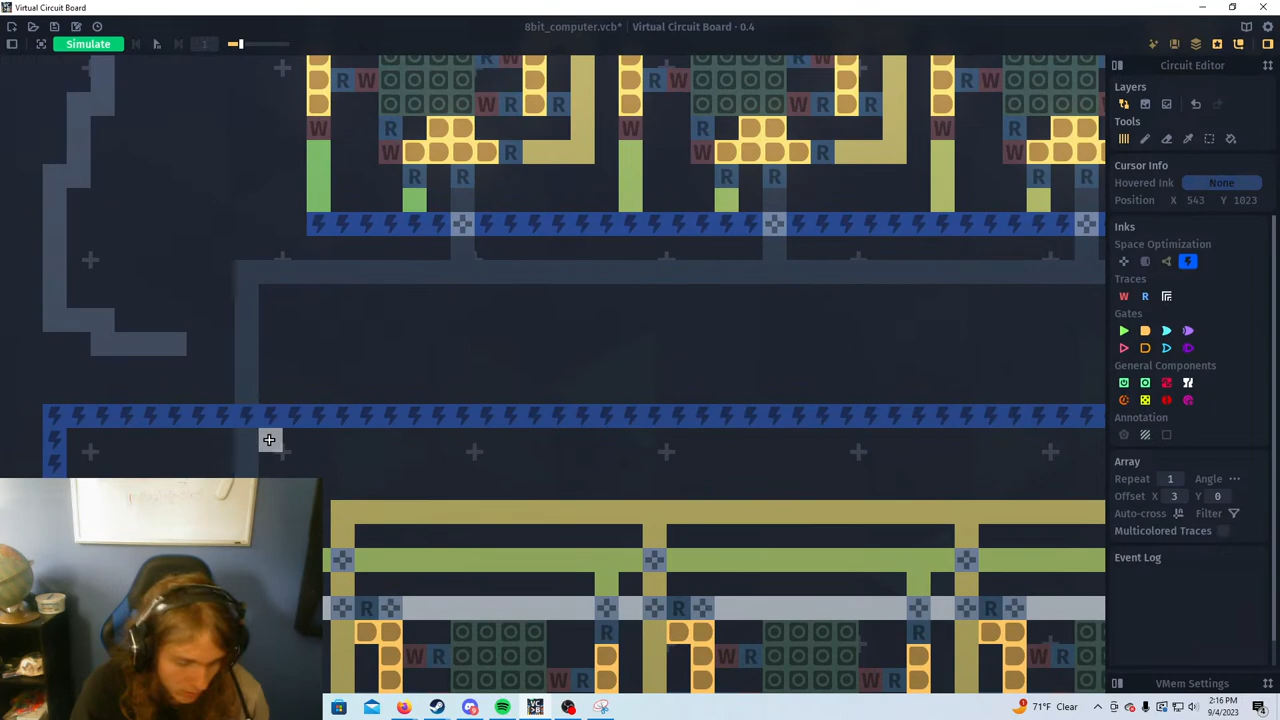 Virtual Circuit Board
8bit_computer.vcb* | Virtual Circuit Board - 0.4
Simulate
1
Circuit Editor
Layers
Tools
Cursor Info
Hovered Ink None
Position X 543 Y 1023
Inks
Space Optimization
Traces
W R
Gates
General Components
Annotation
Array
Repeat 1 Angle ...
Offset X 3 Y 0
Auto-cross Filter
Multicolored Traces
Event Log
VMem Settings
R W R W R W
W R R W R R W
W R R W R R W R
W R W R W
R R R R R
R R R
R R R
W R W R W R
W R W R W
71°F Clear
2:16 PM
9/4/2023
4